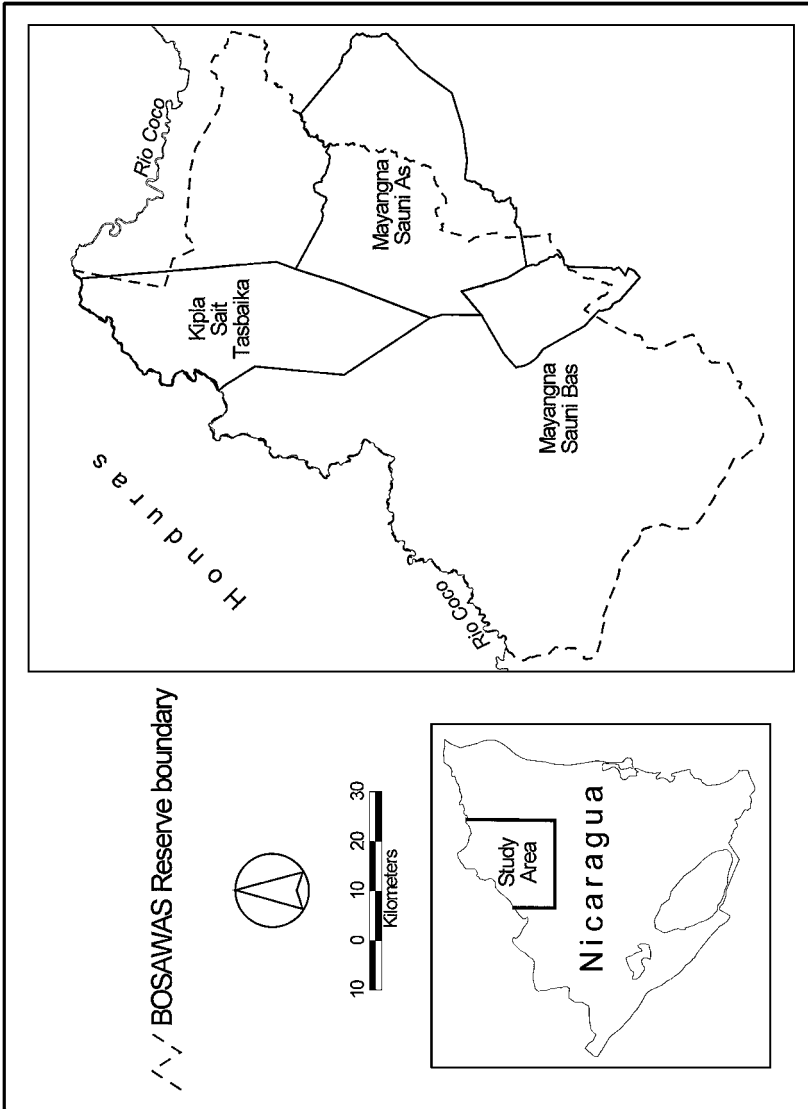 BOSAWAS Reserve boundary
10 0 10 20 30
Kilometers
Study
Area
Nicaragua
Honduras
Rio Coco
Rio Coco
Kipla
Sait
Tasbaika
Mayangna
Sauni As
Mayangna
Sauni Bas